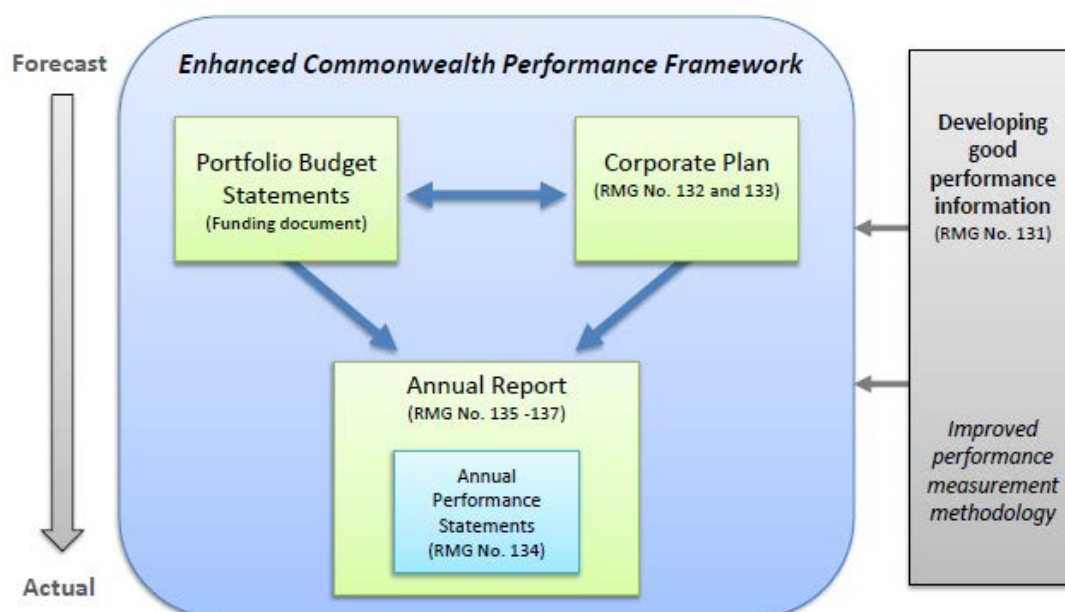 Forecast
Actual
Enhanced Commonwealth Performance Framework
Portfolio Budget
Statements
(Funding document)
Corporate Plan
(RMG No. 132 and 133)
Annual Report
(RMG No. 135 -137)
Annual
Performance
Statements
(RMG No. 134)
Developing
good
performance
information
(RMG No. 131)
Improved
performance
measurement
methodology